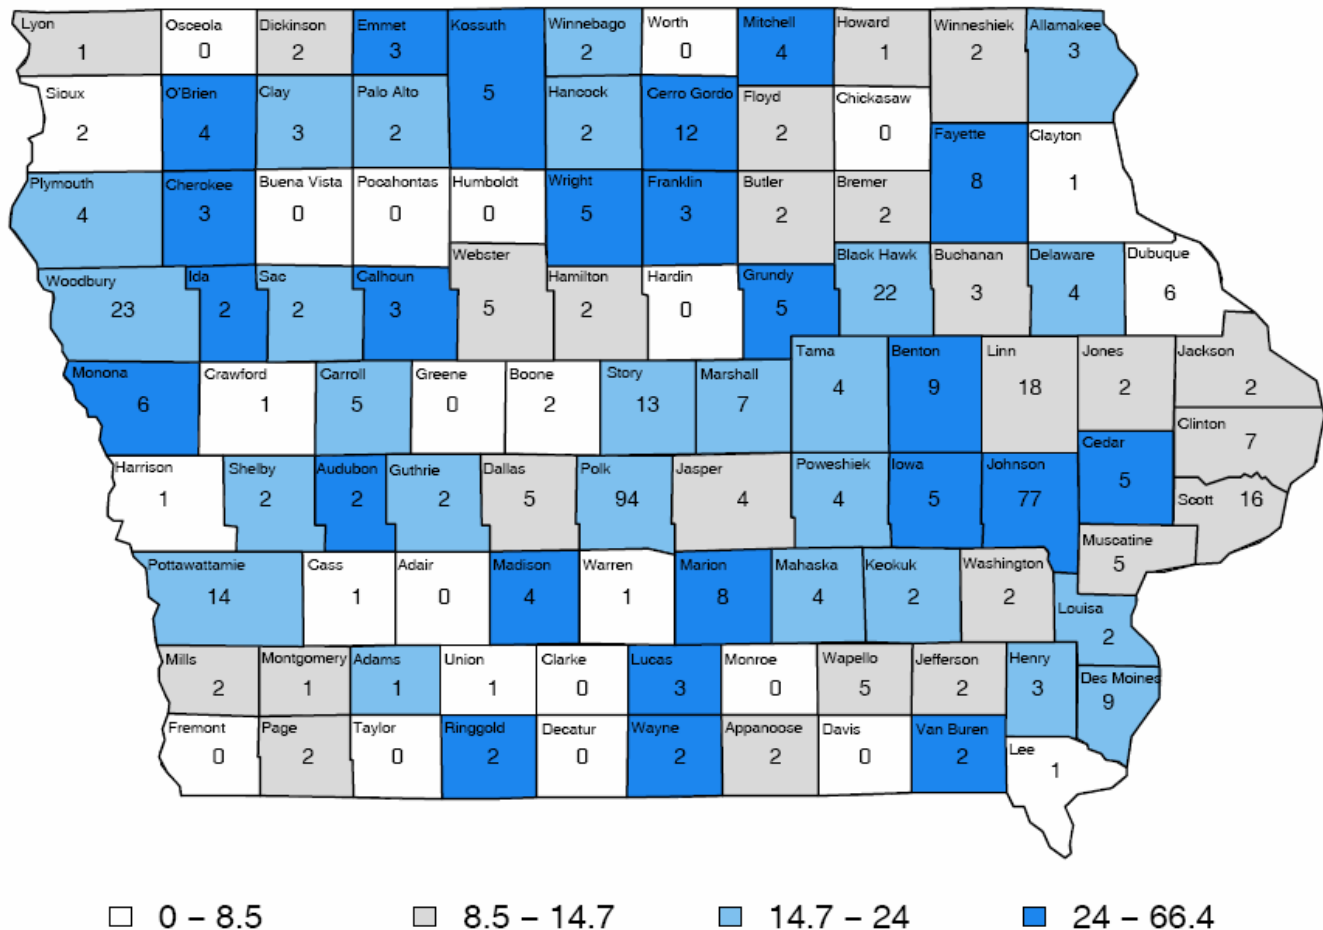 Lyon Osceola Dickinson Emmet Kossuth Winnebago Worth Mitchell Howard Winneshiek Allamakee
1 0 2 3 5 2 0 4 1 2 3
Sioux O'Brien Clay Palo Alto Hancock Cerro Gordo Floyd Chickasaw Fayette Clayton
2 4 3 2 2 12 2 0 8 1
Plymouth Cherokee Buena Vista Pocahontas Humboldt Wright Franklin Butler Bremer
4 3 0 0 0 5 3 2 2
Woodbury Ida Sac Calhoun Webster Hamilton Hardin Grundy Black Hawk Buchanan Delaware Dubuque
23 2 2 3 5 2 0 5 22 3 4 6
Monona Crawford Carroll Greene Boone Story Marshall Tama Benton Linn Jones Jackson
6 1 5 0 2 13 7 4 9 18 2 2
Clinton
7
Harrison Shelby Audubon Guthrie Dallas Polk Jasper Poweshiek Iowa Johnson Cedar Scott
1 2 2 2 5 94 4 4 5 77 5 16
Muscatine
5
Pottawattamie Cass Adair Madison Warren Marion Mahaska Keokuk Washington Louisa
14 1 0 4 1 8 4 2 2 2
Mills Montgomery Adams Union Clarke Lucas Monroe Wapello Jefferson Henry Des Moines
2 1 1 1 0 3 0 5 2 3 9
Fremont Page Taylor Ringgold Decatur Wayne Appanoose Davis Van Buren Lee
0 2 0 2 0 2 2 0 2 1
0 – 8.5 8.5 – 14.7 14.7 – 24 24 – 66.4